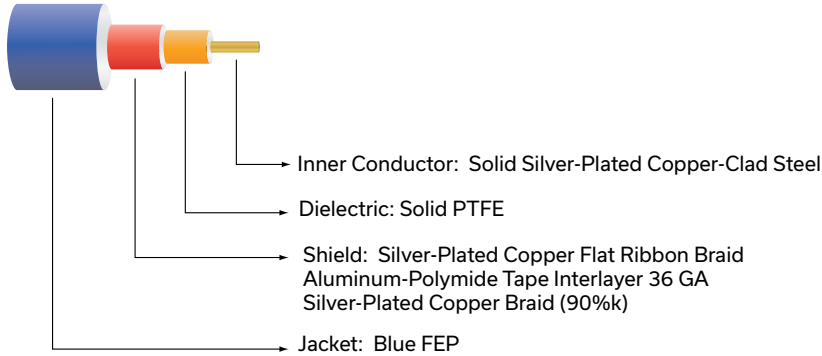 Inner Conductor: Solid Silver-Plated Copper-Clad Steel
Dielectric: Solid PTFE
Shield: Silver-Plated Copper Flat Ribbon Braid
Aluminum-Polymide Tape Interlayer 36 GA
Silver-Plated Copper Braid (90%k)
Jacket: Blue FEP